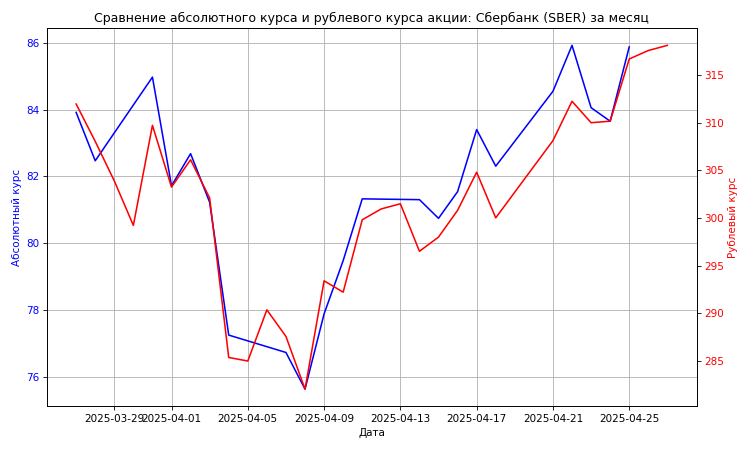 Сравнение абсолютного курса и рублевого курса акции: Сбербанк (SBER) за месяц
86
84
82
80
78
76
Абсолютный курс
315
310
305
300
295
290
285
Рублевый курс
2025-03-29 2025-04-01 2025-04-05 2025-04-09 2025-04-13 2025-04-17 2025-04-21 2025-04-25
Дата